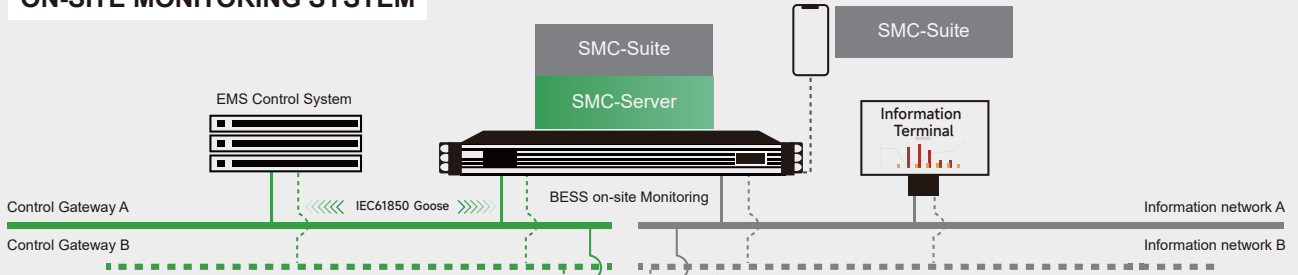 ON-SITE MONITORING SYSTEM
SMC-Suite
SMC-Suite
SMC-Server
EMS Control System
Information
Terminal
BESS on-site Monitoring
IEC61850 Goose
Control Gateway A
Information network A
Control Gateway B
Information network B